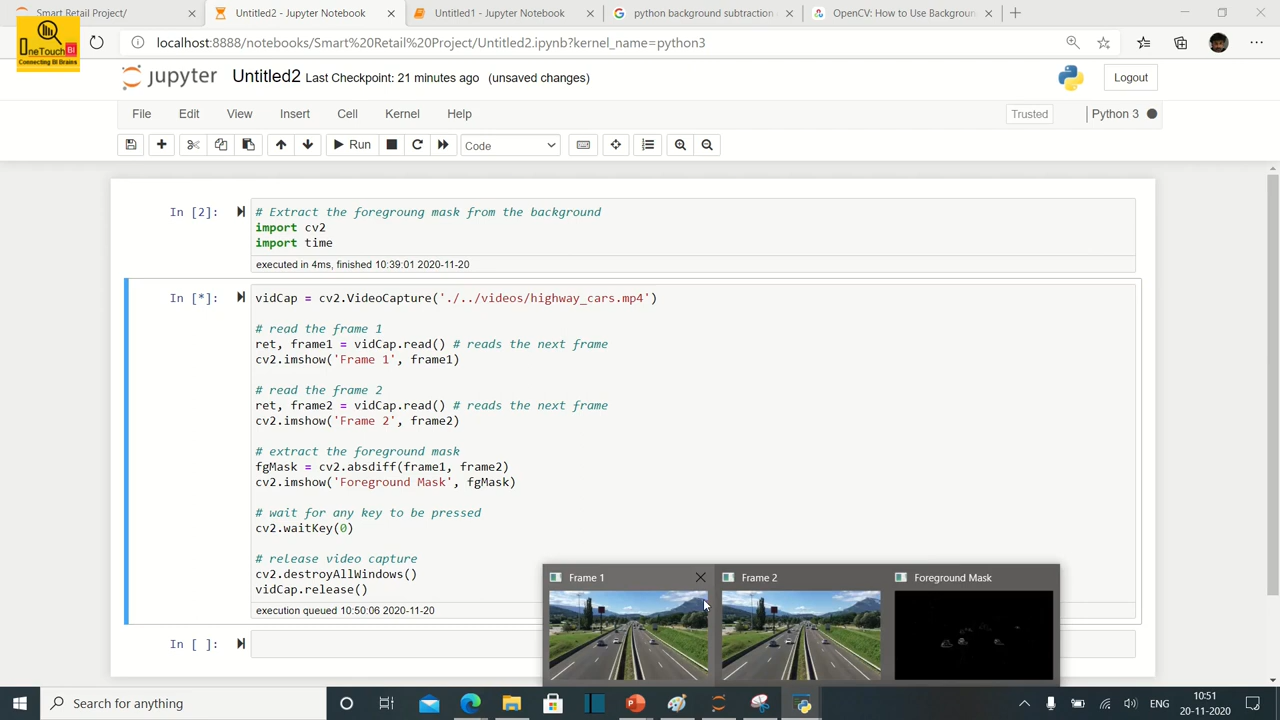 Smart Retail Project/
Untitled2 - Jupyter Notebook
Untitled2 - Jupyter Notebook
python background subtraction
OpenCV: How to Use Backgroun
OneTouch BI
Connecting BI Brains
localhost:8888/notebooks/Smart%20Retail%20Project/Untitled2.ipynb?kernel_name=python3
jupyter Untitled2 Last Checkpoint: 21 minutes ago (unsaved changes)
Logout
File Edit View Insert Cell Kernel Help
Trusted
Python 3
Run
Code
In [2]:
# Extract the foregroung mask from the background
import cv2
import time
executed in 4ms, finished 10:39:01 2020-11-20
In [*]:
vidCap = cv2.VideoCapture('./../videos/highway_cars.mp4')
# read the frame 1
ret, frame1 = vidCap.read() # reads the next frame
cv2.imshow('Frame 1', frame1)
# read the frame 2
ret, frame2 = vidCap.read() # reads the next frame
cv2.imshow('Frame 2', frame2)
# extract the foreground mask
fgMask = cv2.absdiff(frame1, frame2)
cv2.imshow('Foreground Mask', fgMask)
# wait for any key to be pressed
cv2.waitKey(0)
# release video capture
cv2.destroyAllWindows()
vidCap.release()
execution queued 10:50:06 2020-11-20
In [ ]:
Frame 1
Frame 2
Foreground Mask
Search for anything
ENG
10:51
20-11-2020